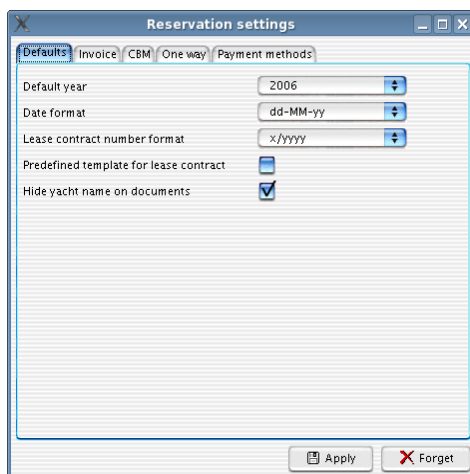 Reservation settings
Defaults Invoice CBM One way Payment methods
Default year 2006
Date format dd-MM-yy
Lease contract number format x/yyyy
Predefined template for lease contract
Hide yacht name on documents
Apply Forget